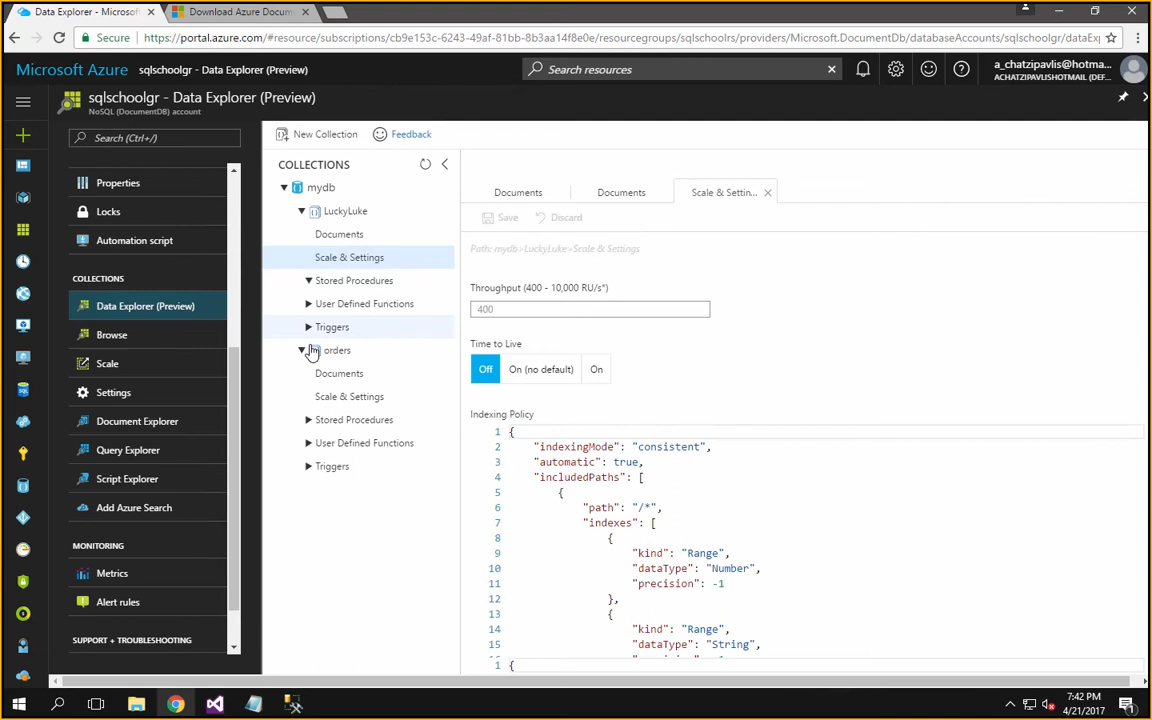 Data Explorer - Microsof
Download Azure Docum
Secure
https://portal.azure.com/#resource/subscriptions/cb9e153c-6243-49af-81bb-8b3aa14f8e0e/resourcegroups/sqlschoolrs/providers/Microsoft.DocumentDb/databaseAccounts/sqlschoolgr/dataExp
Microsoft Azure
sqlschoolgr - Data Explorer (Preview)
Search resources
a_chatzipavlis@hotma...
ACHATZIPAVLISHOTMAIL (DEF...
sqlschoolgr - Data Explorer (Preview)
NoSQL (DocumentDB) account
Search (Ctrl+/)
Properties
Locks
Automation script
COLLECTIONS
Data Explorer (Preview)
Browse
Scale
Settings
Document Explorer
Query Explorer
Script Explorer
Add Azure Search
MONITORING
Metrics
Alert rules
SUPPORT + TROUBLESHOOTING
New Collection
Feedback
COLLECTIONS
mydb
LuckyLuke
Documents
Scale & Settings
Stored Procedures
User Defined Functions
Triggers
orders
Documents
Scale & Settings
Stored Procedures
User Defined Functions
Triggers
Documents
Documents
Scale & Settin...
Save
Discard
Path: mydb>LuckyLuke>Scale & Settings
Throughput (400 - 10,000 RU/s*)
400
Time to Live
Off
On (no default)
On
Indexing Policy
1 {
2 "indexingMode": "consistent",
3 "automatic": true,
4 "includedPaths": [
5 {
6 "path": "/*",
7 "indexes": [
8 {
9 "kind": "Range",
10 "dataType": "Number",
11 "precision": -1
12 },
13 {
14 "kind": "Range",
15 "dataType": "String",
1 {
7:42 PM
4/21/2017